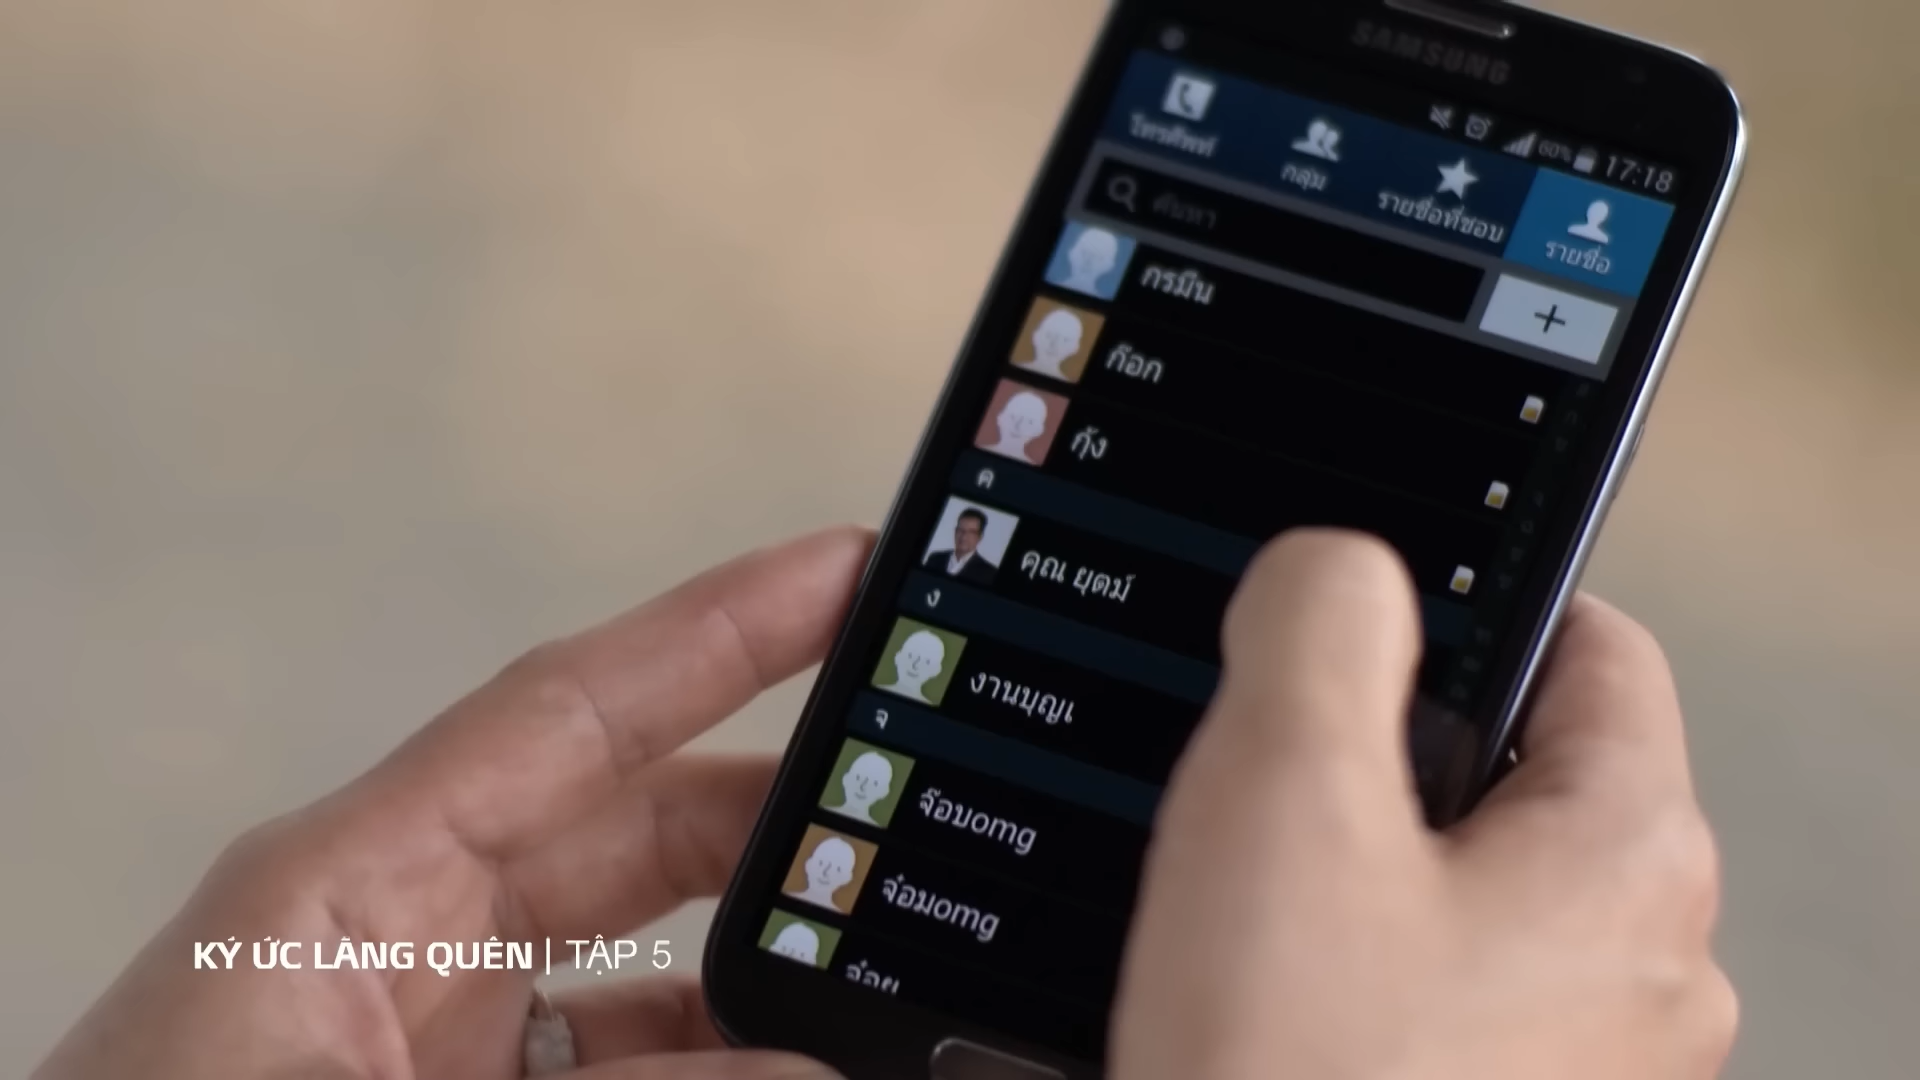 SAMSUNG
60% 17:18
โทรศัพท์
กลุ่ม
รายชื่อที่ชอบ
รายชื่อ
ค้นหา
กรมีน
ก๊อก
กุ้ง
ค
คุณ ยุตม์
ง
งานบุญเ
จ
จ๊อบomg
จ๋อมomg
KÝ ỨC LÃNG QUÊN | TẬP 5